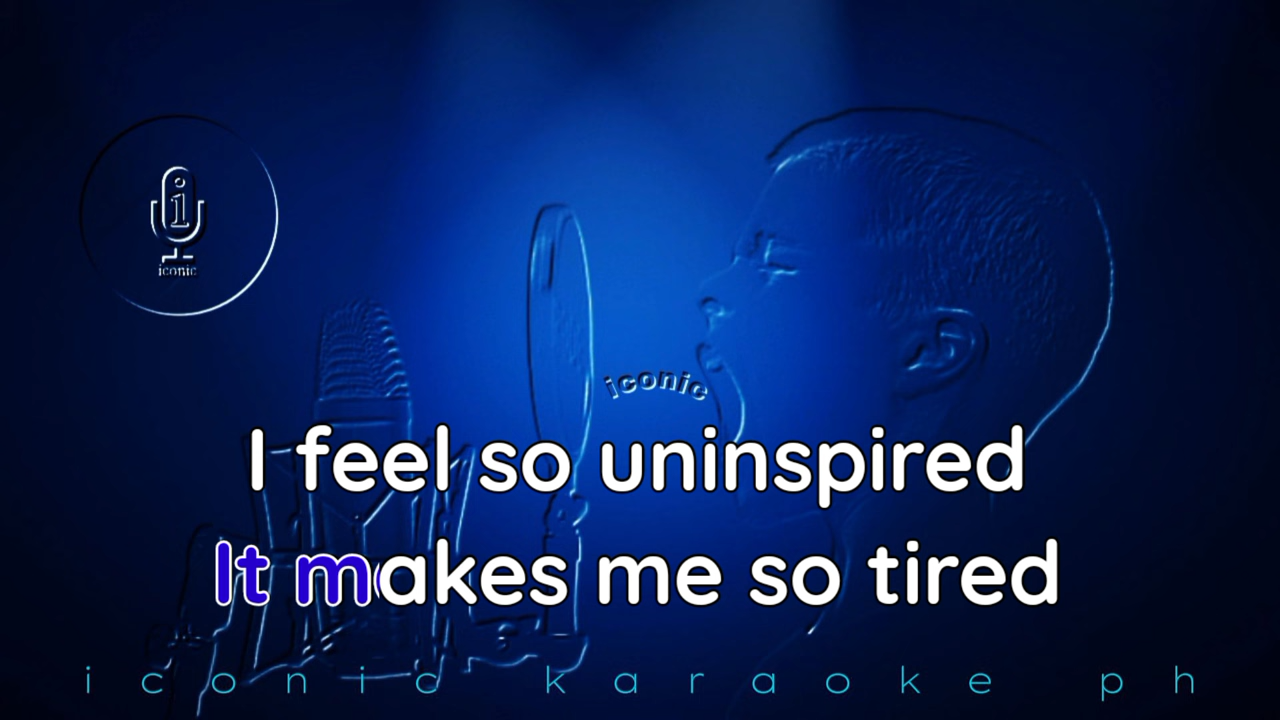 i
iconic
iconic
I feel so uninspired
It makes me so tired
iconic karaoke ph